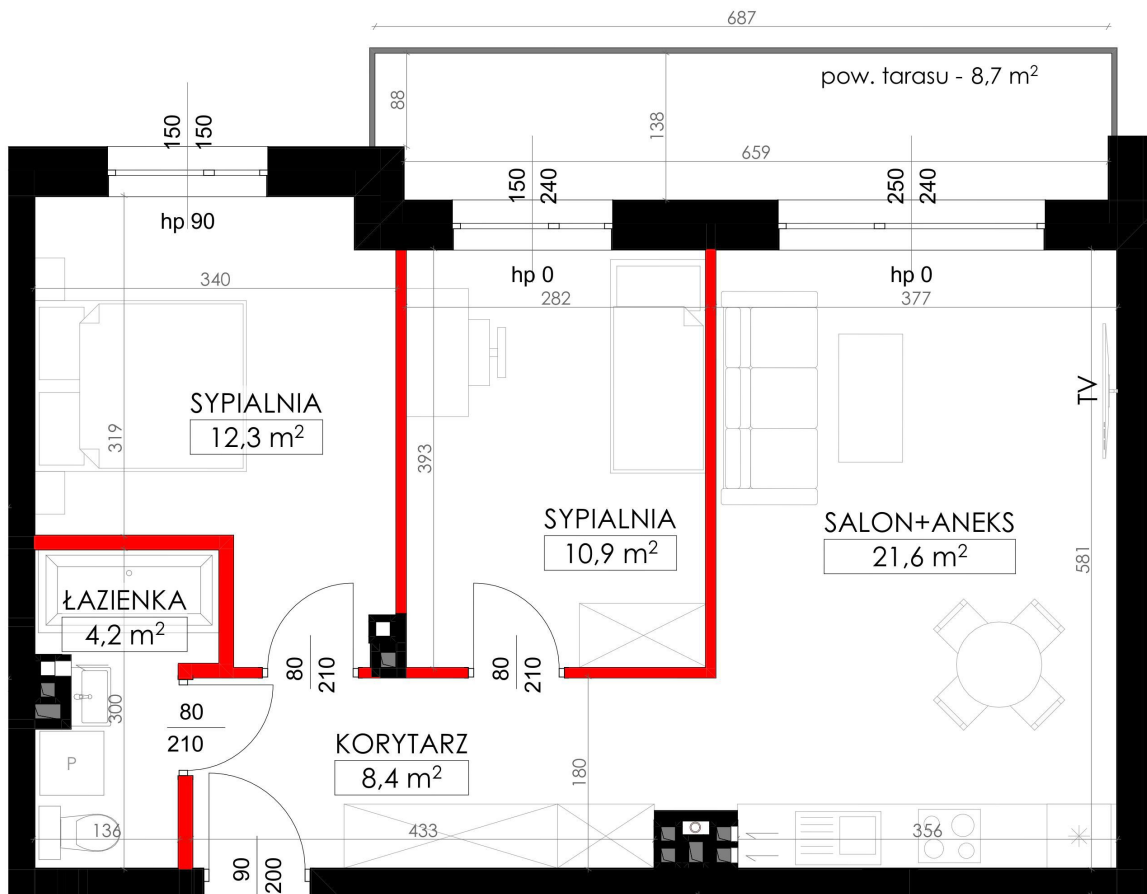 687
pow. tarasu - 8,7 m²
88
138
150
150
659
150
240
250
240
hp 90
hp 0
hp 0
340
282
377
TV
SYPIALNIA
12,3 m²
319
393
SYPIALNIA
10,9 m²
SALON+ANEKS
21,6 m²
581
ŁAZIENKA
4,2 m²
80
210
80
210
300
80
210
P
KORYTARZ
8,4 m²
180
136
433
356
90
200